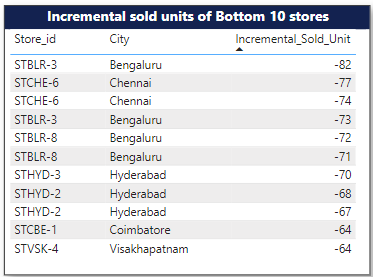 Incremental sold units of Bottom 10 stores
Store_id City Incremental_Sold_Unit
STBLR-3 Bengaluru -82
STCHE-6 Chennai -77
STCHE-6 Chennai -74
STBLR-3 Bengaluru -73
STBLR-8 Bengaluru -72
STBLR-8 Bengaluru -71
STHYD-3 Hyderabad -70
STHYD-2 Hyderabad -68
STHYD-2 Hyderabad -67
STCBE-1 Coimbatore -64
STVSK-4 Visakhapatnam -64